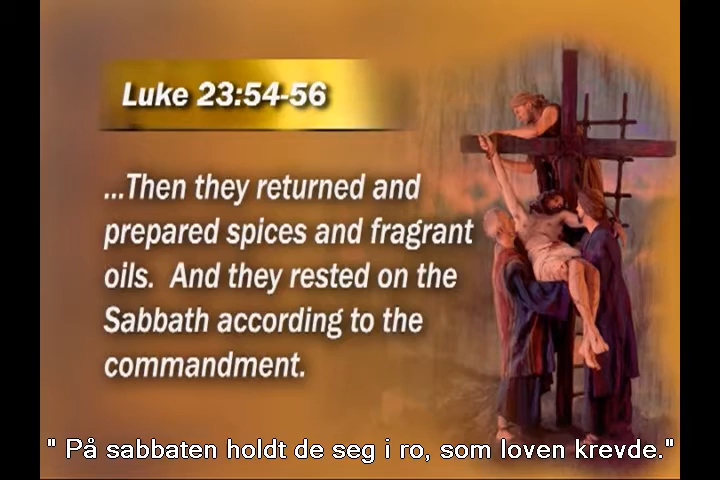 Luke 23:54-56
...Then they returned and
prepared spices and fragrant
oils. And they rested on the
Sabbath according to the
commandment.
" På sabbaten holdt de seg i ro, som loven krevde."